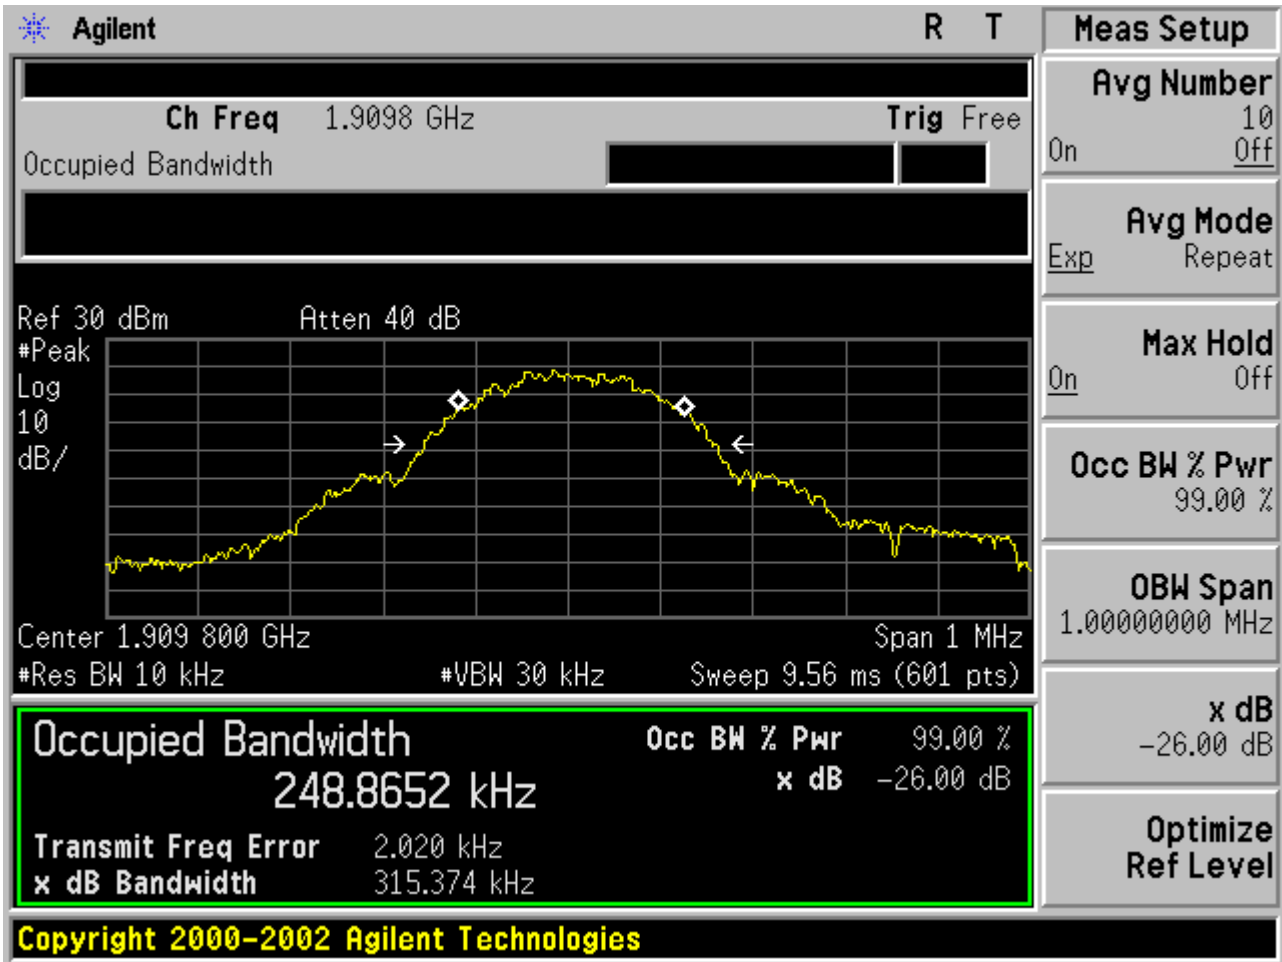 Agilent R T
Ch Freq 1.9098 GHz Trig Free
Occupied Bandwidth
Ref 30 dBm Atten 40 dB
#Peak
Log
10
dB/
Center 1.909 800 GHz Span 1 MHz
#Res BW 10 kHz #VBW 30 kHz Sweep 9.56 ms (601 pts)
Occupied Bandwidth Occ BW % Pwr 99.00 %
248.8652 kHz x dB -26.00 dB
Transmit Freq Error 2.020 kHz
x dB Bandwidth 315.374 kHz
Copyright 2000-2002 Agilent Technologies
Meas Setup
Avg Number
10
On Off
Avg Mode
Exp Repeat
Max Hold
On Off
Occ BW % Pwr
99.00 %
OBW Span
1.00000000 MHz
x dB
-26.00 dB
Optimize
Ref Level